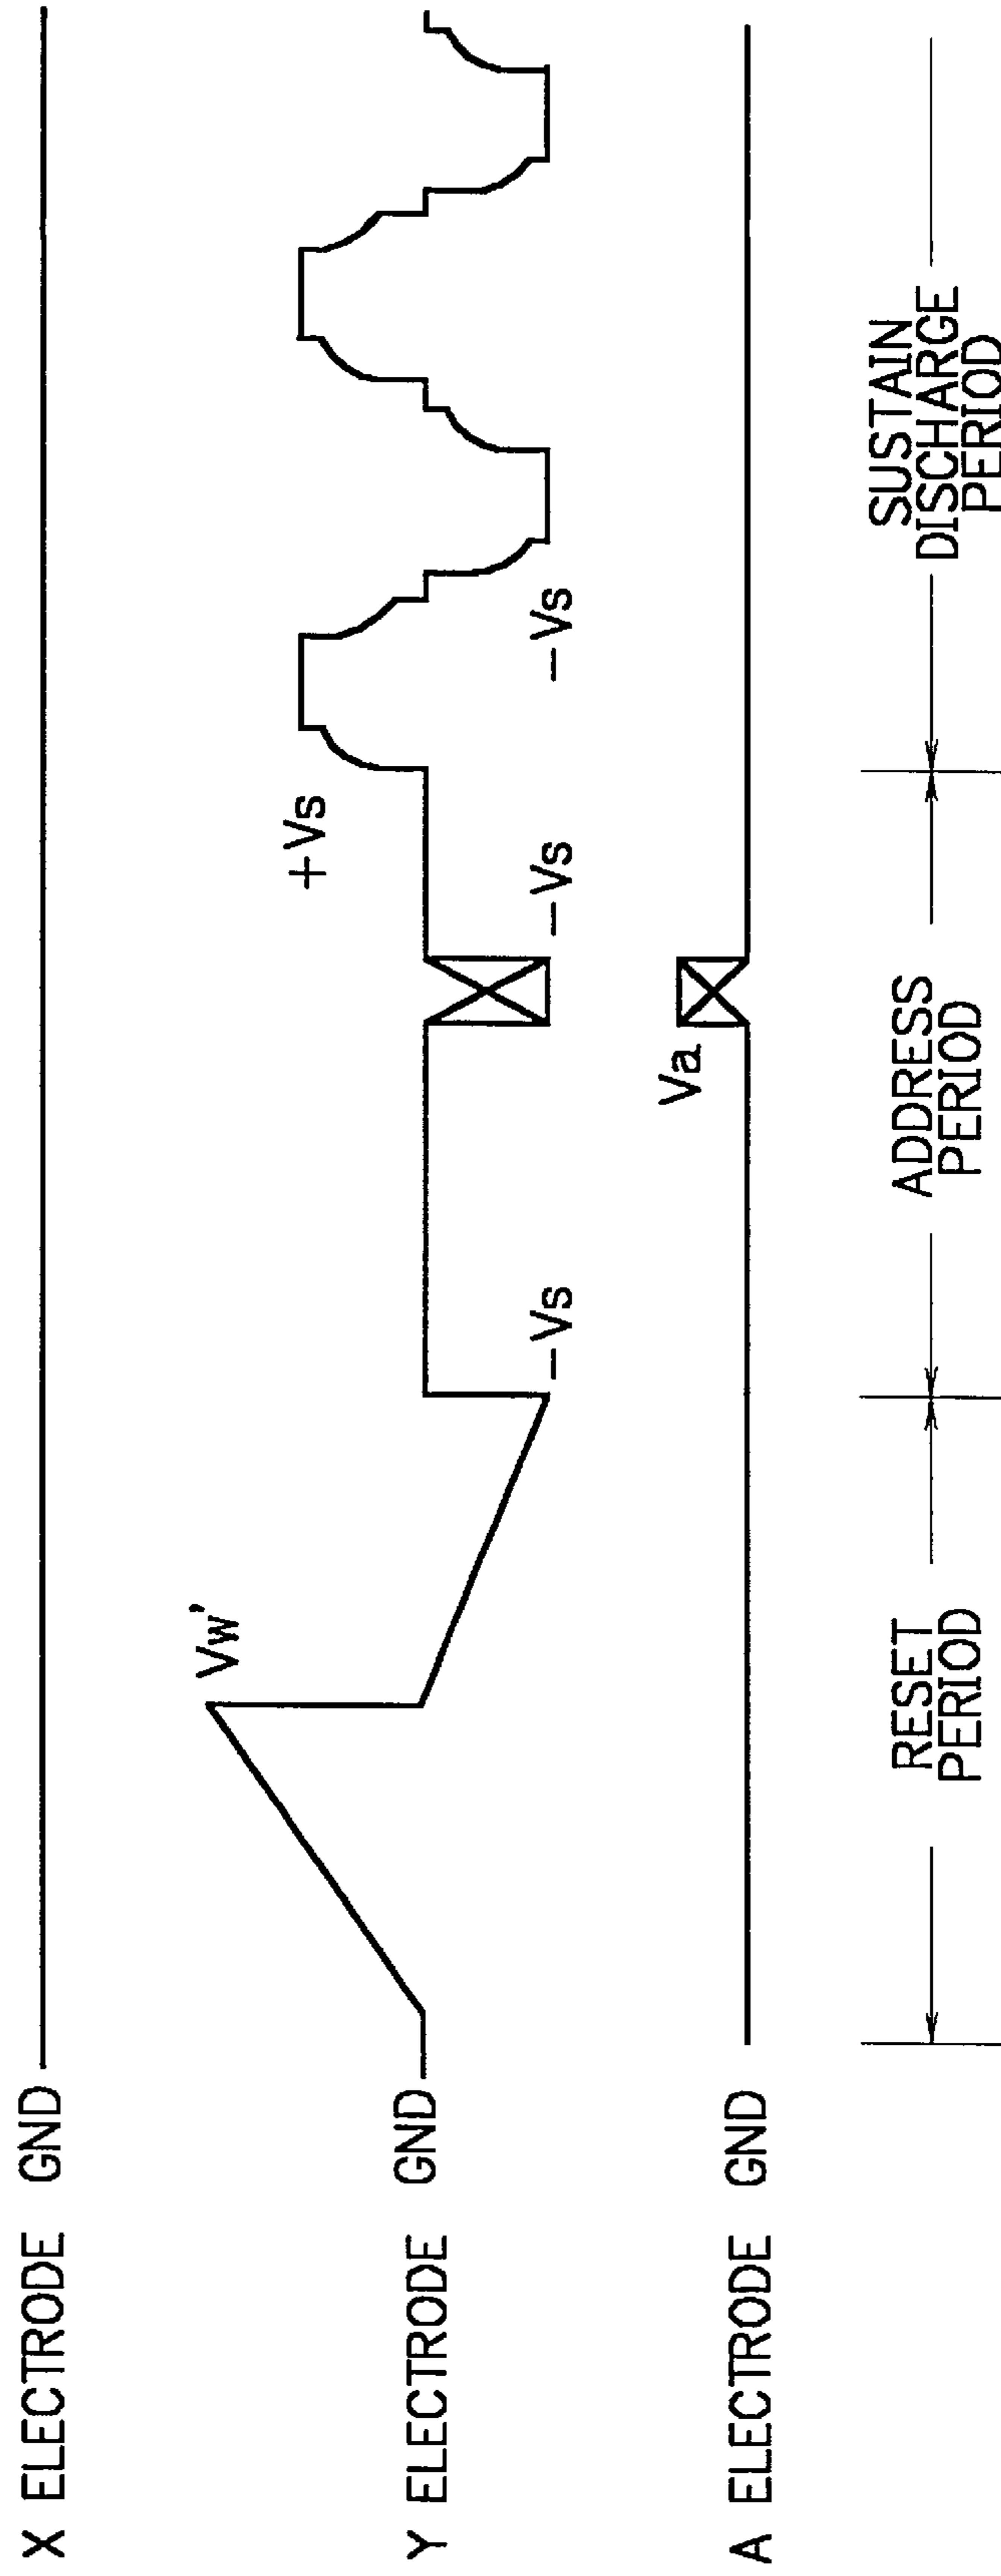 X ELECTRODE GND
Vw'
+Vs
Y ELECTRODE GND
-Vs
-Vs
-Vs
Va
A ELECTRODE GND
RESET
PERIOD
ADDRESS
PERIOD
SUSTAIN
DISCHARGE
PERIOD